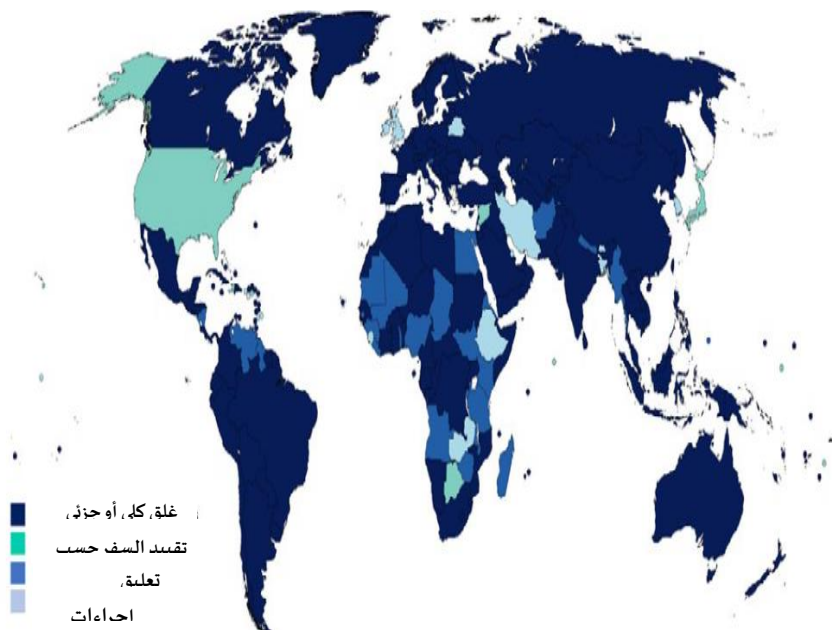 غلق كلي أو جزئي
تقييد السف حسب
تعليق
اجراءات